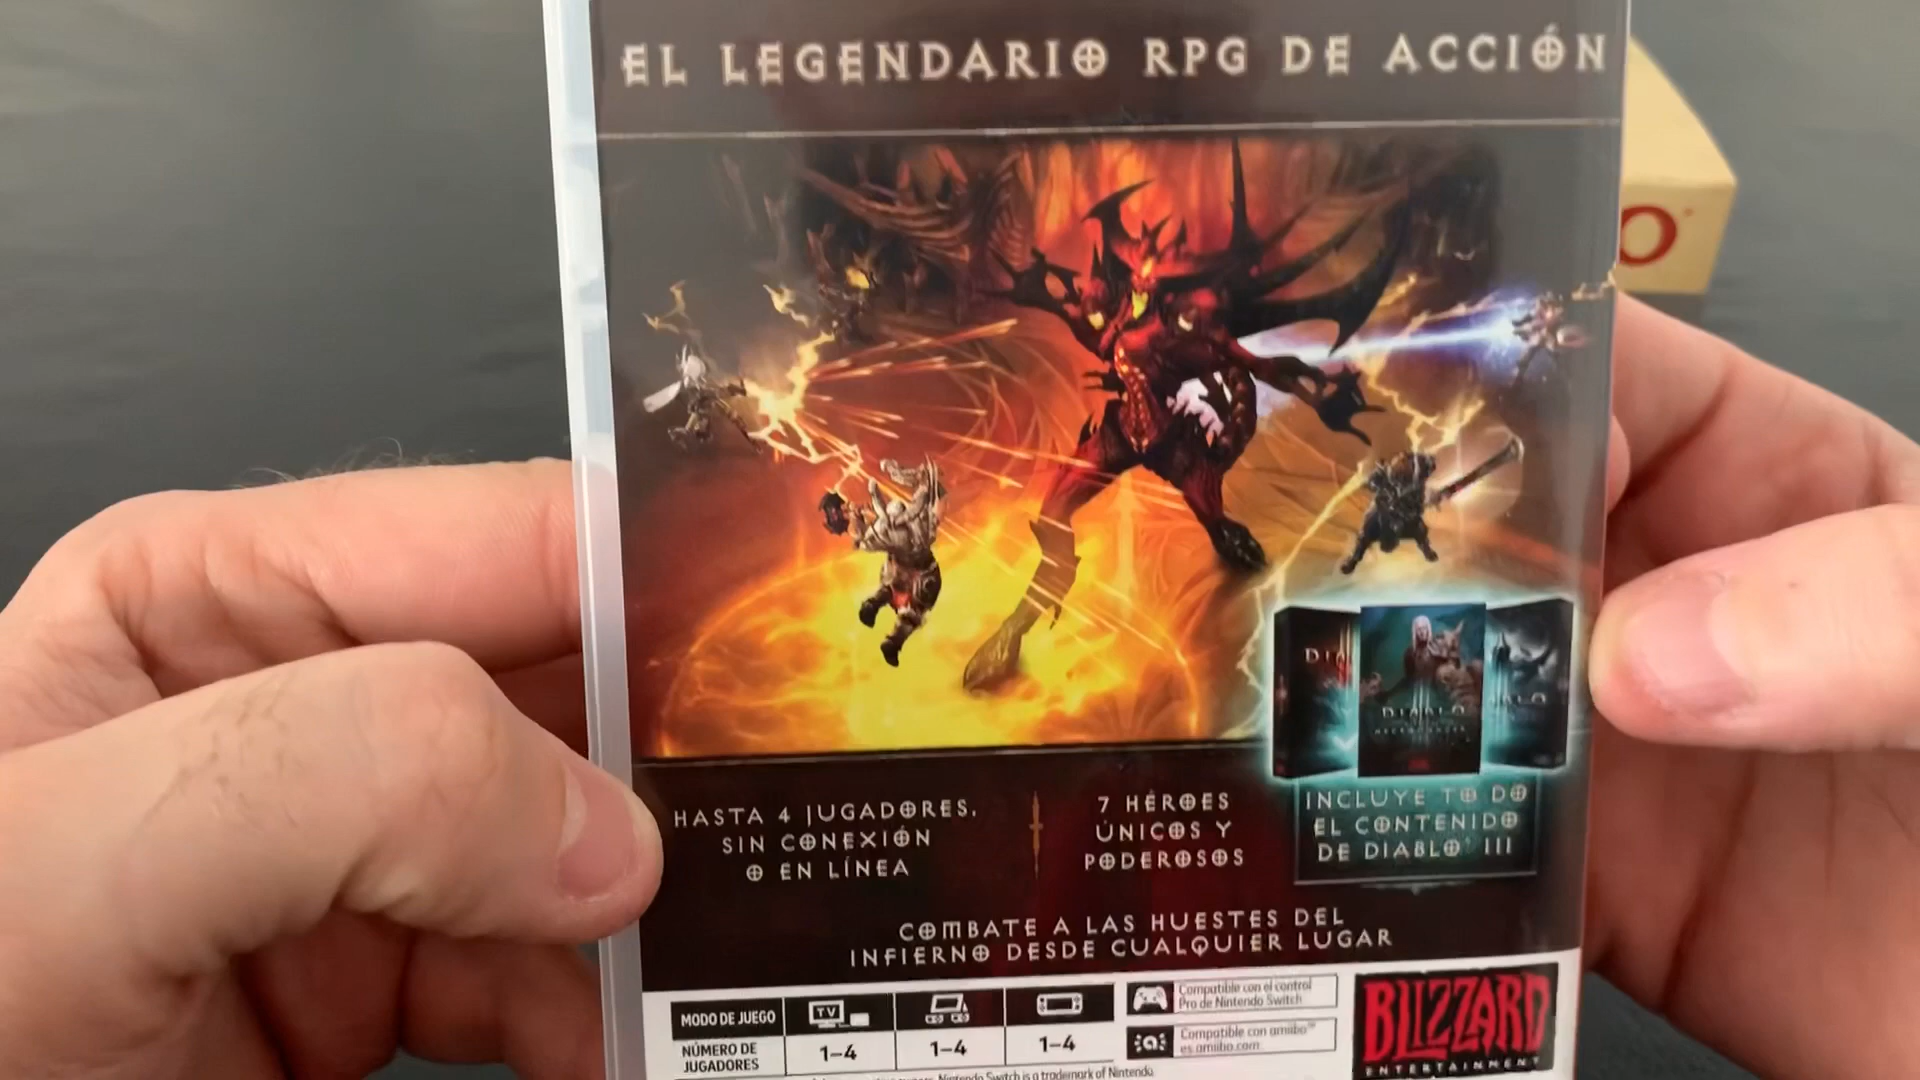 EL LEGENDARIO RPG DE ACCIÓN
O
DIABLO
HASTA 4 JUGADORES,
SIN CONEXIÓN
O EN LÍNEA
7 HÉROES
ÚNICOS Y
PODEROSOS
INCLUYE TODO
EL CONTENIDO
DE DIABLO III
COMBATE A LAS HUESTES DEL
INFIERNO DESDE CUALQUIER LUGAR
MODO DE JUEGO
TV
NÚMERO DE
JUGADORES
1–4
1–4
1–4
Compatible con el control
Pro de Nintendo Switch
Compatible con amiibo™
es.amiibo.com
BLIZZARD
ENTERTAINMENT
Nintendo Switch is a trademark of Nintendo.